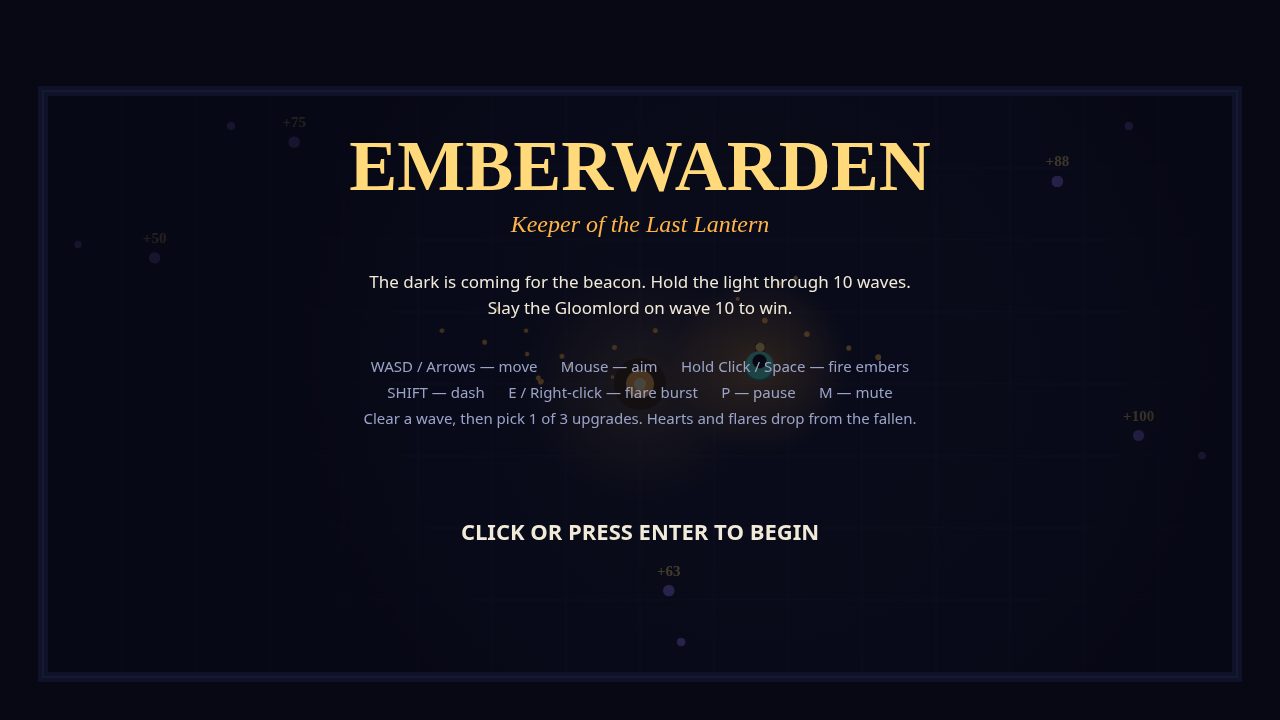 +75
EMBERWARDEN
+88
Keeper of the Last Lantern
+50
The dark is coming for the beacon. Hold the light through 10 waves.
Slay the Gloomlord on wave 10 to win.
WASD / Arrows — move Mouse — aim Hold Click / Space — fire embers
SHIFT — dash E / Right-click — flare burst P — pause M — mute
Clear a wave, then pick 1 of 3 upgrades. Hearts and flares drop from the fallen.
+100
CLICK OR PRESS ENTER TO BEGIN
+63